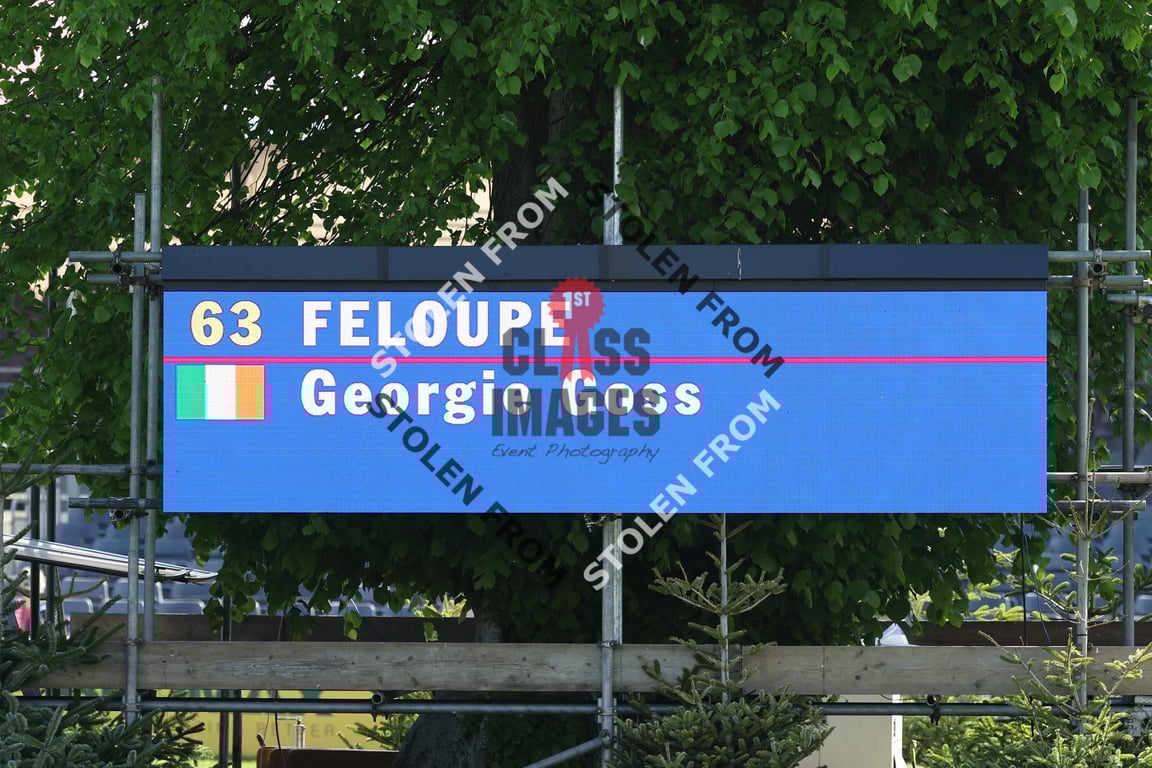 63 FELOUPE
Georgie Goss
1ST
CLASS
IMAGES
Event Photography
STOLEN FROM
STOLEN FROM
STOLEN FROM
STOLEN FROM